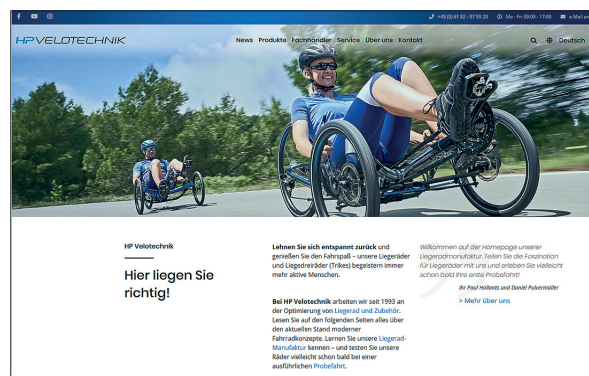 +49 (0) 61 92 - 97 99 20 Mo - Fri 09:00 - 17:00 e-Mail an
HPVELOTECHNIK News Produkte Fachhändler Service Über uns Kontakt Deutsch
HP Velotechnik
Hier liegen Sie
richtig!
Lehnen Sie sich entspannt zurück und
genießen Sie den Fahrspaß – unsere Liegeräder
und Liegedreiräder (Trikes) begeistern immer
mehr aktive Menschen.
Bei HP Velotechnik arbeiten wir seit 1993 an
der Optimierung von Liegerad und Zubehör.
Lesen Sie auf den folgenden Seiten alles über
den aktuellen Stand moderner
Fahrradkonzepte. Lernen Sie unsere Liegerad-
Manufaktur kennen – und testen Sie unsere
Räder vielleicht schon bald bei einer
ausführlichen Probefahrt.
Willkommen auf der Homepage unserer
Liegeradmanufaktur. Teilen Sie die Faszination
für Liegeräder mit uns und erleben Sie vielleicht
schon bald Ihre erste Probefahrt!
Ihr Paul Hollants und Daniel Pulvermüller
> Mehr über uns